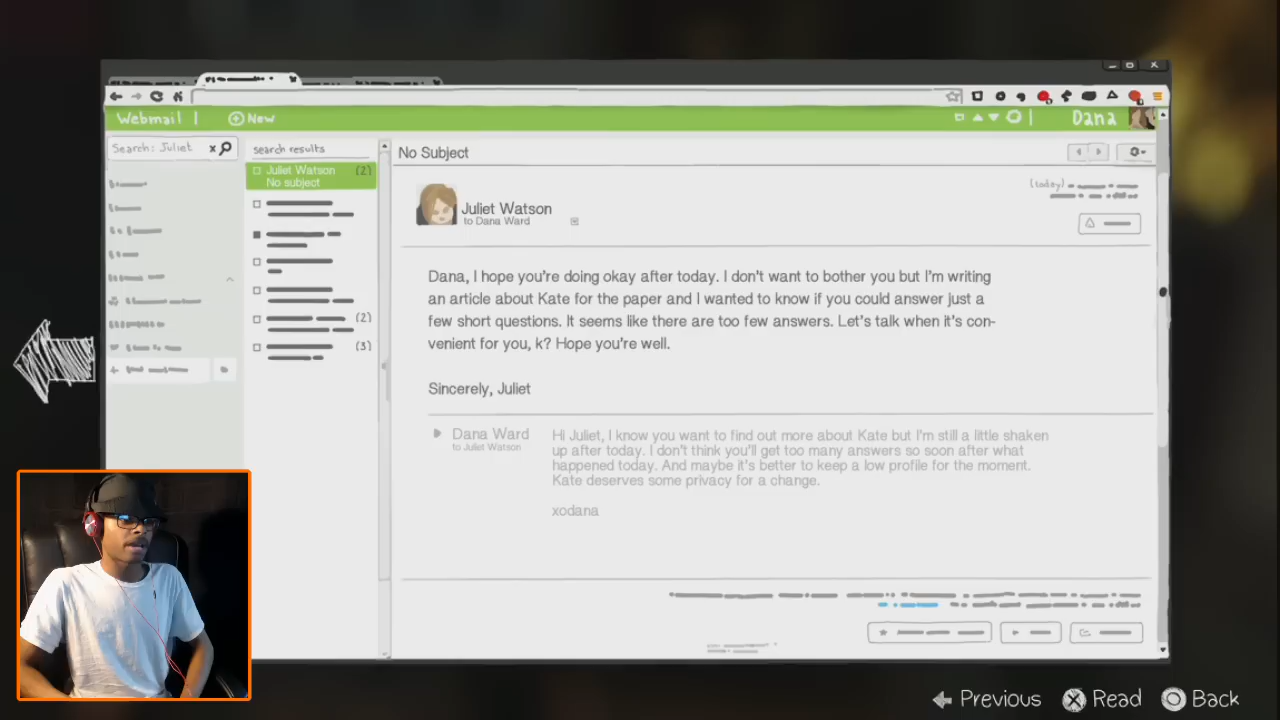 Webmail |
New
Dana
Search: Juliet x
search results
No Subject
Juliet Watson (2)
No subject
(today)
Juliet Watson
to Dana Ward
Dana, I hope you're doing okay after today. I don't want to bother you but I'm writing
an article about Kate for the paper and I wanted to know if you could answer just a
few short questions. It seems like there are too few answers. Let's talk when it's con-
venient for you, k? Hope you're well.
(2)
(3)
Sincerely, Juliet
Dana Ward
to Juliet Watson
Hi Juliet, I know you want to find out more about Kate but I'm still a little shaken
up after today. I don't think you'll get too many answers so soon after what
happened today. And maybe it's better to keep a low profile for the moment.
Kate deserves some privacy for a change.
xodana
Previous
Read
Back